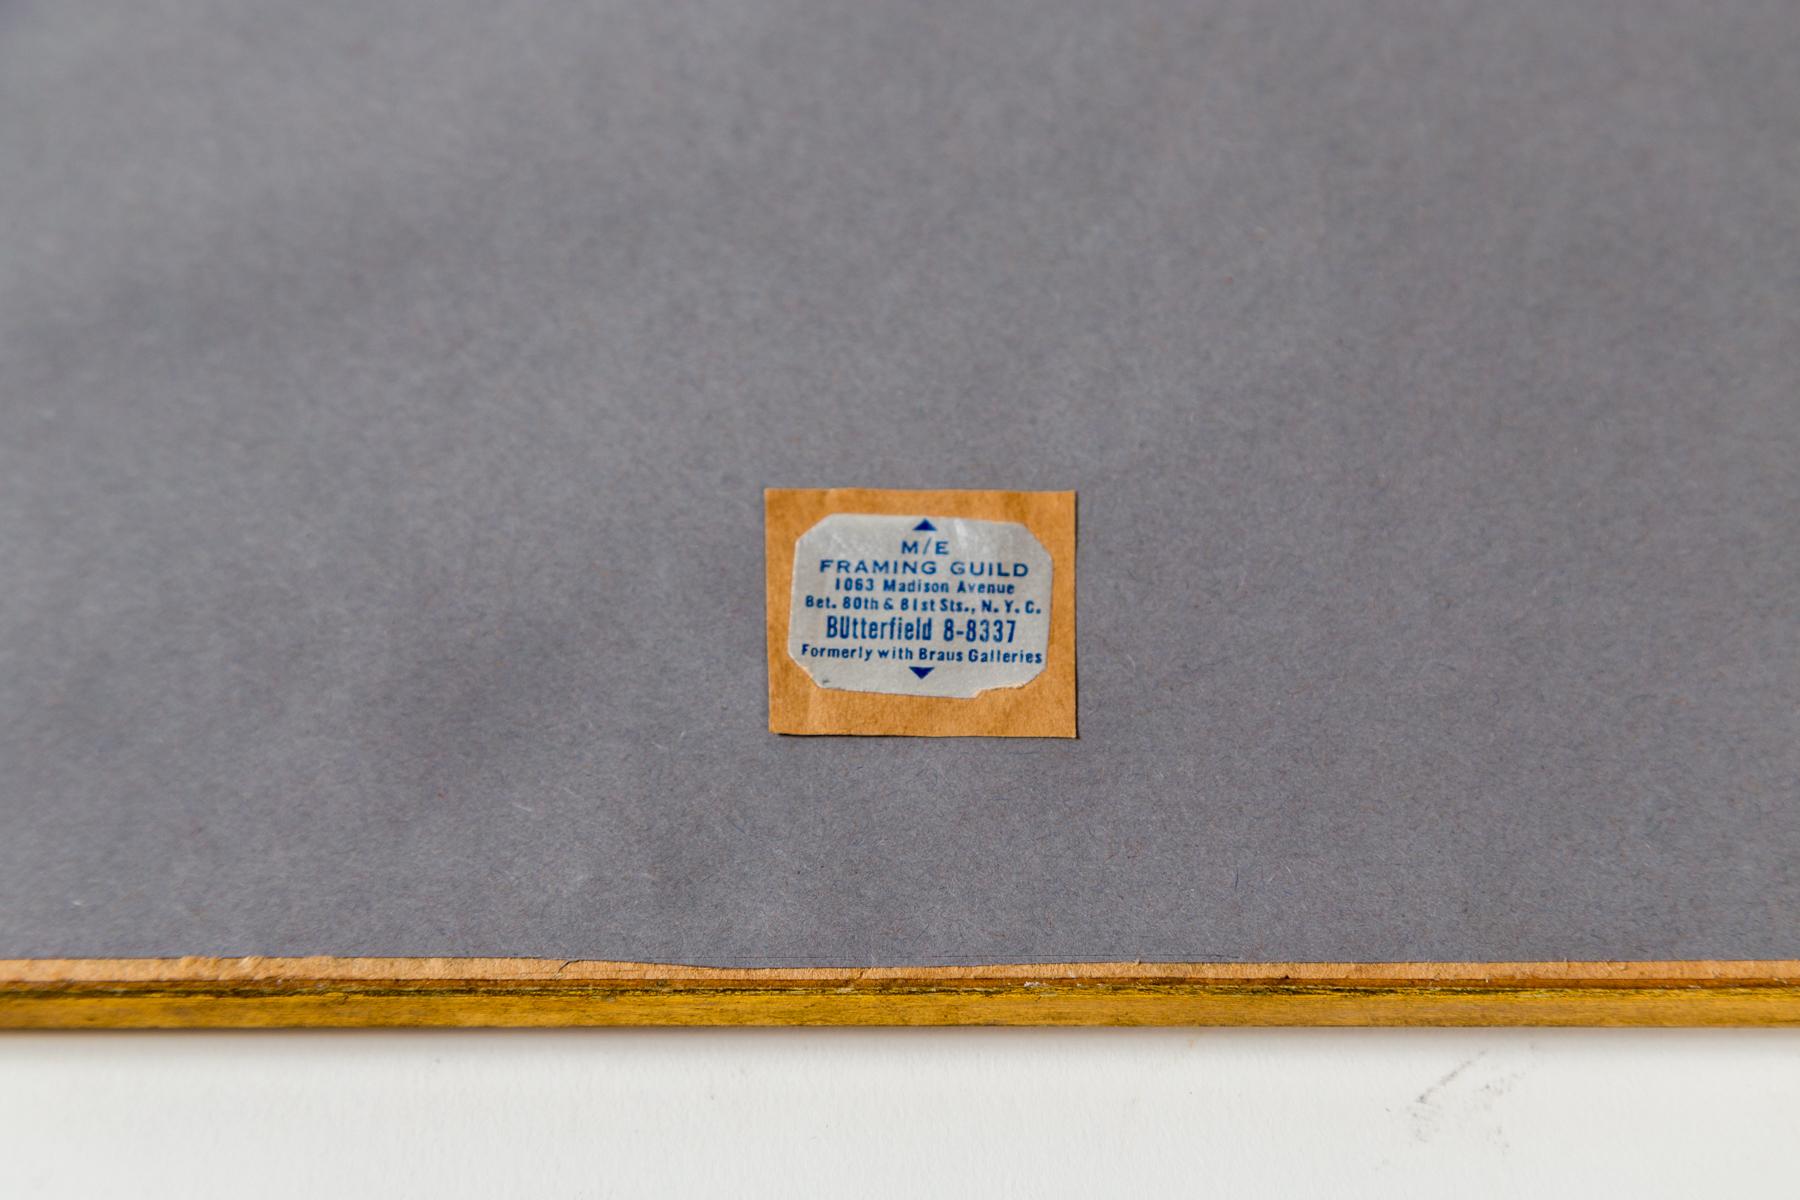 M/E
FRAMING GUILD
1063 Madison Avenue
Bet. 80th & 81st Sts., N. Y. C.
BUtterfield 8-8337
Formerly with Braus Galleries